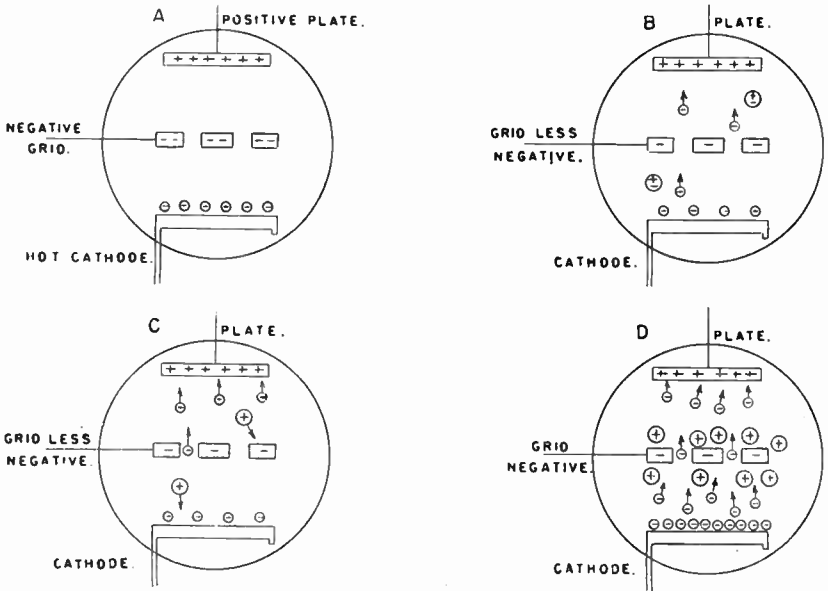 A
POSITIVE PLATE.
NEGATIVE
GRID.
HOT CATHODE.
B
PLATE.
GRID LESS
NEGATIVE.
CATHODE.
C
PLATE.
GRID LESS
NEGATIVE.
CATHODE.
D
PLATE.
GRID
NEGATIVE.
CATHODE.